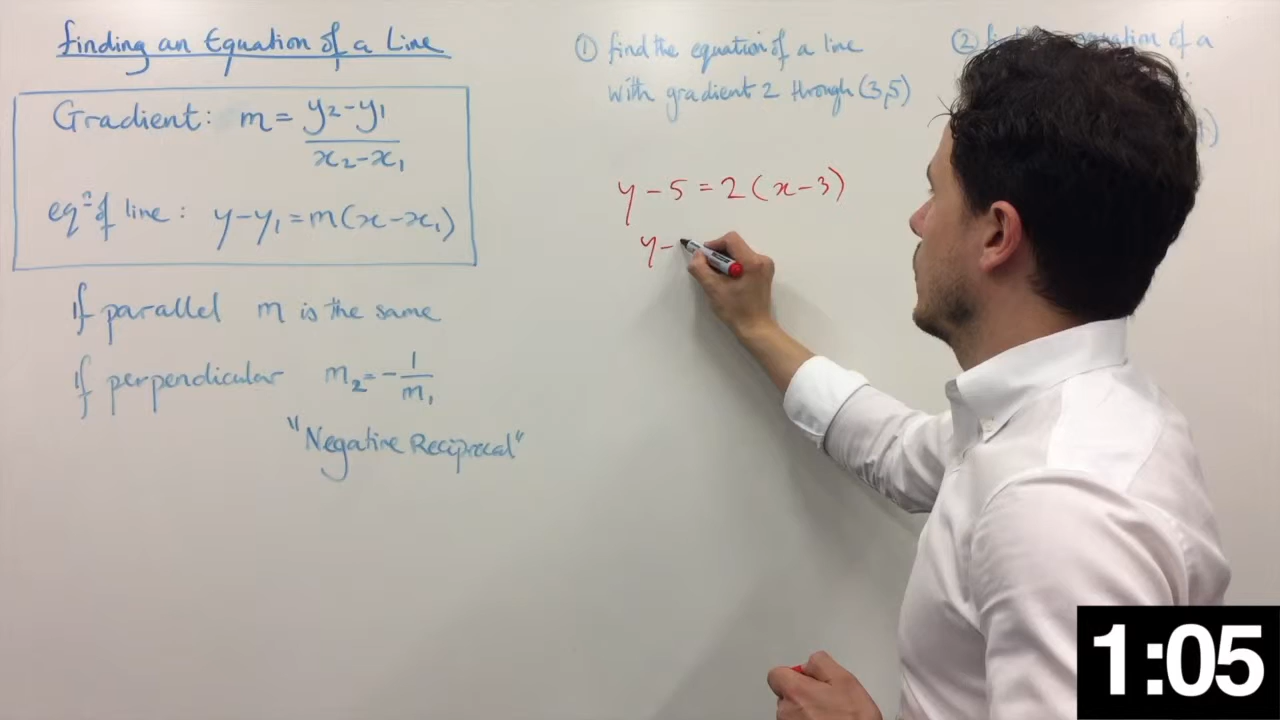 Finding an Equation of a Line
Gradient: m = y₂-y₁
x₂-x₁
eqⁿ of line: y-y₁=m(x-x₁)
If parallel m is the same
If perpendicular m₂=-1/m₁
"Negative Reciprocal"
① find the equation of a line
with gradient 2 through (3,5)
y-5=2(x-3)
y-
② of a
1:05